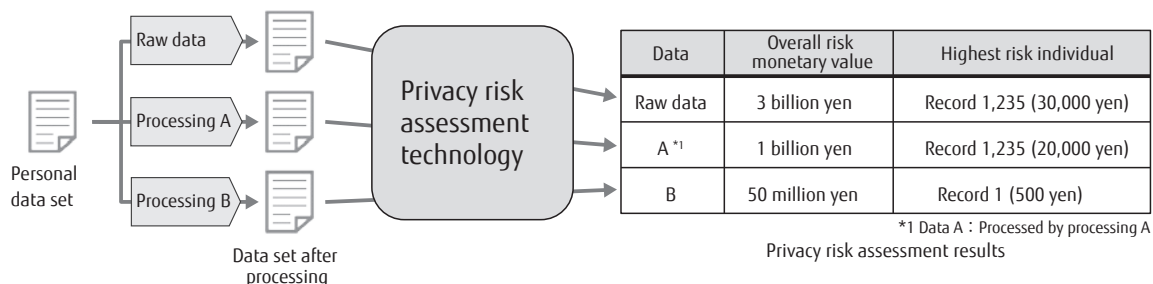 Raw data
Processing A
Processing B
Personal
data set
Data set after
processing
Privacy risk
assessment
technology
Data
Overall risk
monetary value
Highest risk individual
Raw data
3 billion yen
Record 1,235 (30,000 yen)
A *1
1 billion yen
Record 1,235 (20,000 yen)
B
50 million yen
Record 1 (500 yen)
*1 Data A : Processed by processing A
Privacy risk assessment results